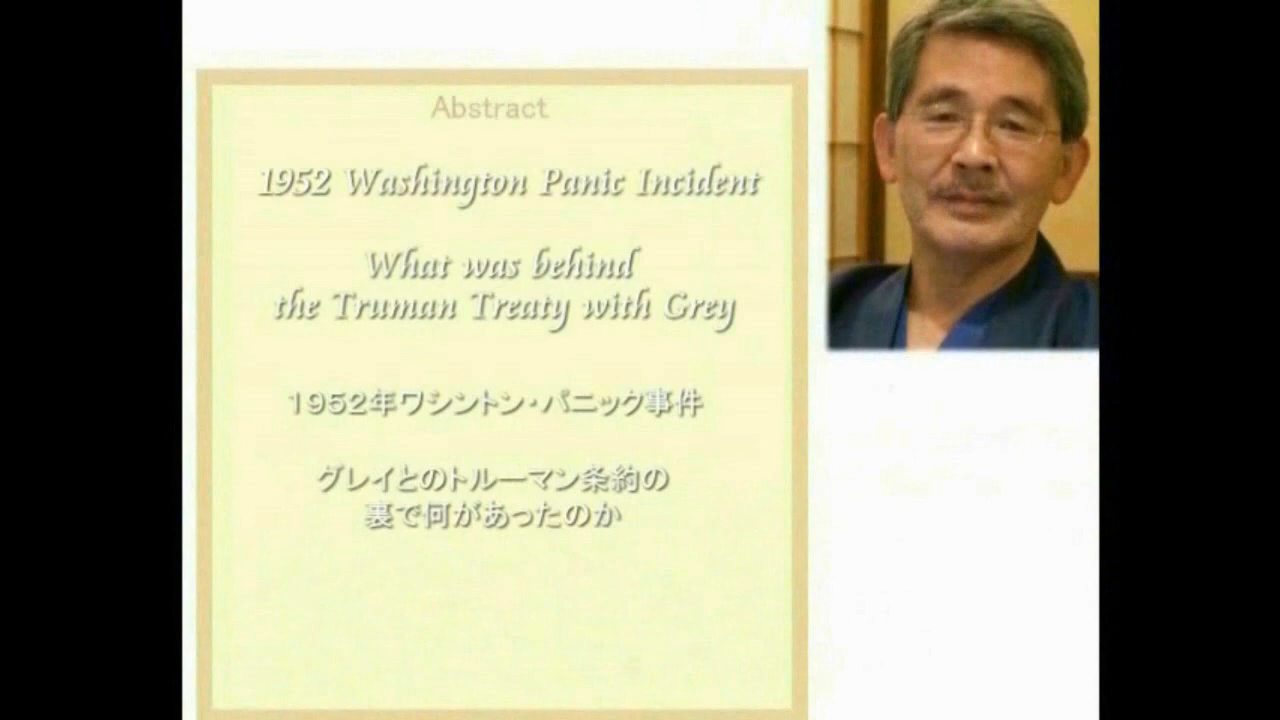 Abstract
1952 Washington Panic Incident
What was behind
the Truman Treaty with Grey
1952年ワシントン・パニック事件
グレイとのトルーマン条約の
裏で何があったのか